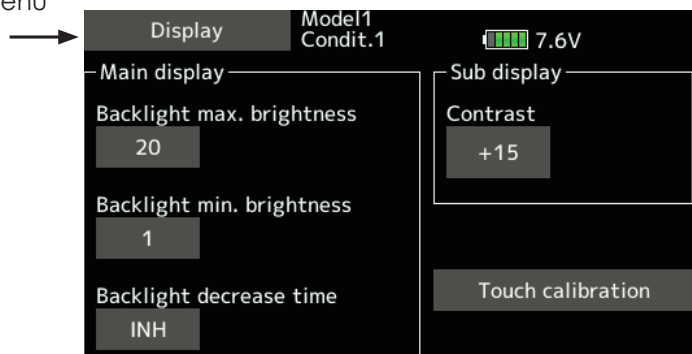 enu
Display
Model1
Condit.1
7.6V
Main display
Backlight max. brightness
20
Backlight min. brightness
1
Backlight decrease time
INH
Sub display
Contrast
+15
Touch calibration